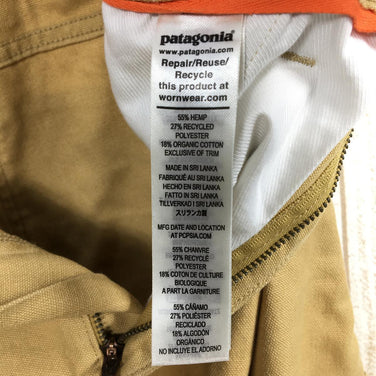 patagonia®
www.patagonia.com
Repair/Reuse/
Recycle
this product at
wornwear.com
55% HEMP
27% RECYCLED
POLYESTER
18% ORGANIC COTTON
EXCLUSIVE OF TRIM
MADE IN SRI LANKA
FABRIQUÉ AU SRI LANKA
HECHO EN SRI LANKA
FATTO IN SRI LANKA
TILLVERKAD I SRI LANKA
スリランカ製
MFG DATE AND LOCATION
AT PCPSIA.COM
55% CHANVRE
27% RECYCLÉ
POLYESTER
18% COTON DE CULTURE
BIOLOGIQUE
A PART LA GARNITURE
55% CÁÑAMO
27% POLIÉSTER
RECICLADO
18% ALGODÓN
ORGÁNICO
NO INCLUYE EL ADORNO